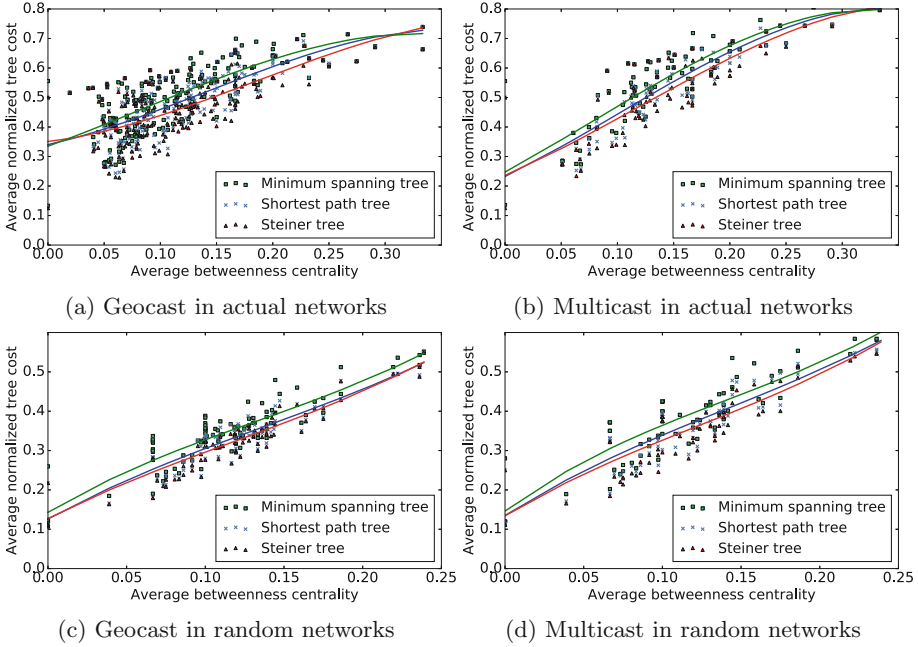 0.8
0.7
0.6
0.5
0.4
0.3
0.2
0.1
0.0
Average normalized tree cost
Minimum spanning tree
Shortest path tree
Steiner tree
0.00 0.05 0.10 0.15 0.20 0.25 0.30
Average betweenness centrality
(a) Geocast in actual networks
0.8
0.7
0.6
0.5
0.4
0.3
0.2
0.1
0.0
Average normalized tree cost
Minimum spanning tree
Shortest path tree
Steiner tree
0.00 0.05 0.10 0.15 0.20 0.25 0.30
Average betweenness centrality
(b) Multicast in actual networks
0.5
0.4
0.3
0.2
0.1
0.0
Average normalized tree cost
Minimum spanning tree
Shortest path tree
Steiner tree
0.00 0.05 0.10 0.15 0.20 0.25
Average betweenness centrality
(c) Geocast in random networks
0.5
0.4
0.3
0.2
0.1
0.0
Average normalized tree cost
Minimum spanning tree
Shortest path tree
Steiner tree
0.00 0.05 0.10 0.15 0.20 0.25
Average betweenness centrality
(d) Multicast in random networks